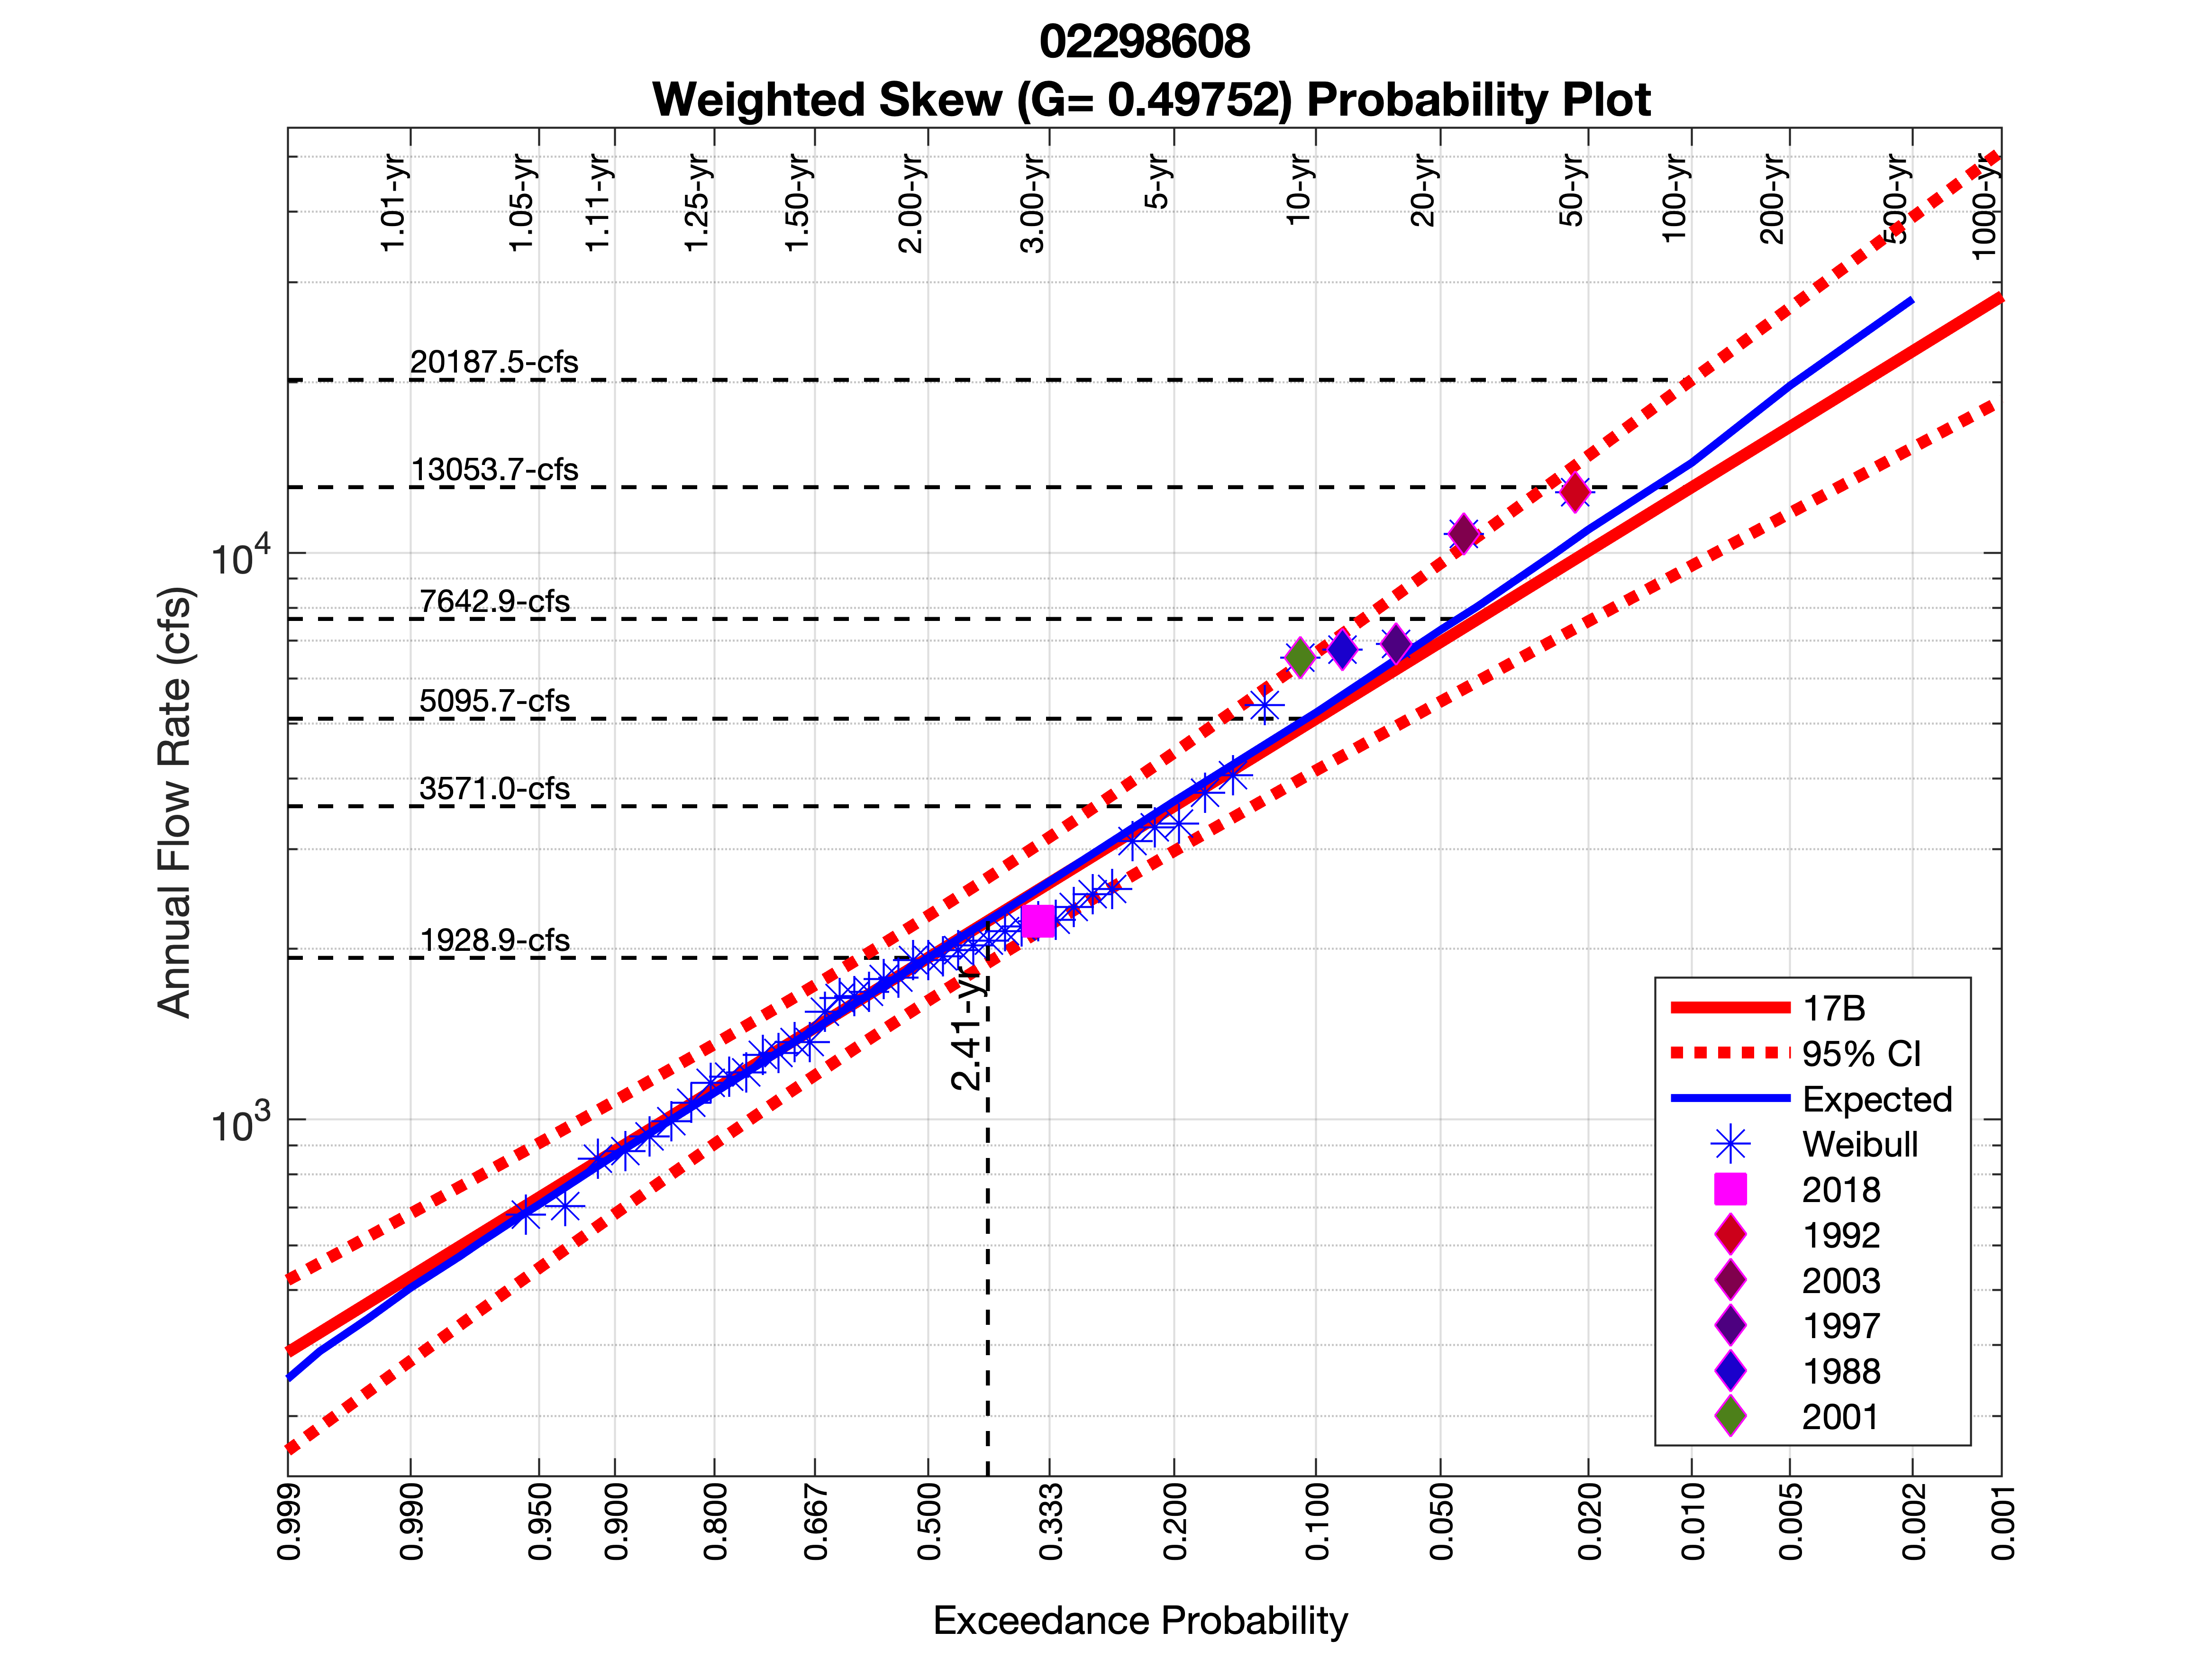 02298608
Weighted Skew (G= 0.49752) Probability Plot
1.01-yr
1.05-yr
1.11-yr
1.25-yr
1.50-yr
2.00-yr
3.00-yr
5-yr
10-yr
20-yr
50-yr
100-yr
200-yr
500-yr
1000-yr
20187.5-cfs
13053.7-cfs
7642.9-cfs
5095.7-cfs
3571.0-cfs
1928.9-cfs
2.41-yr
10^4
10^3
Annual Flow Rate (cfs)
17B
95% CI
Expected
Weibull
2018
1992
2003
1997
1988
2001
0.999
0.990
0.950
0.900
0.800
0.667
0.500
0.333
0.200
0.100
0.050
0.020
0.010
0.005
0.002
0.001
Exceedance Probability